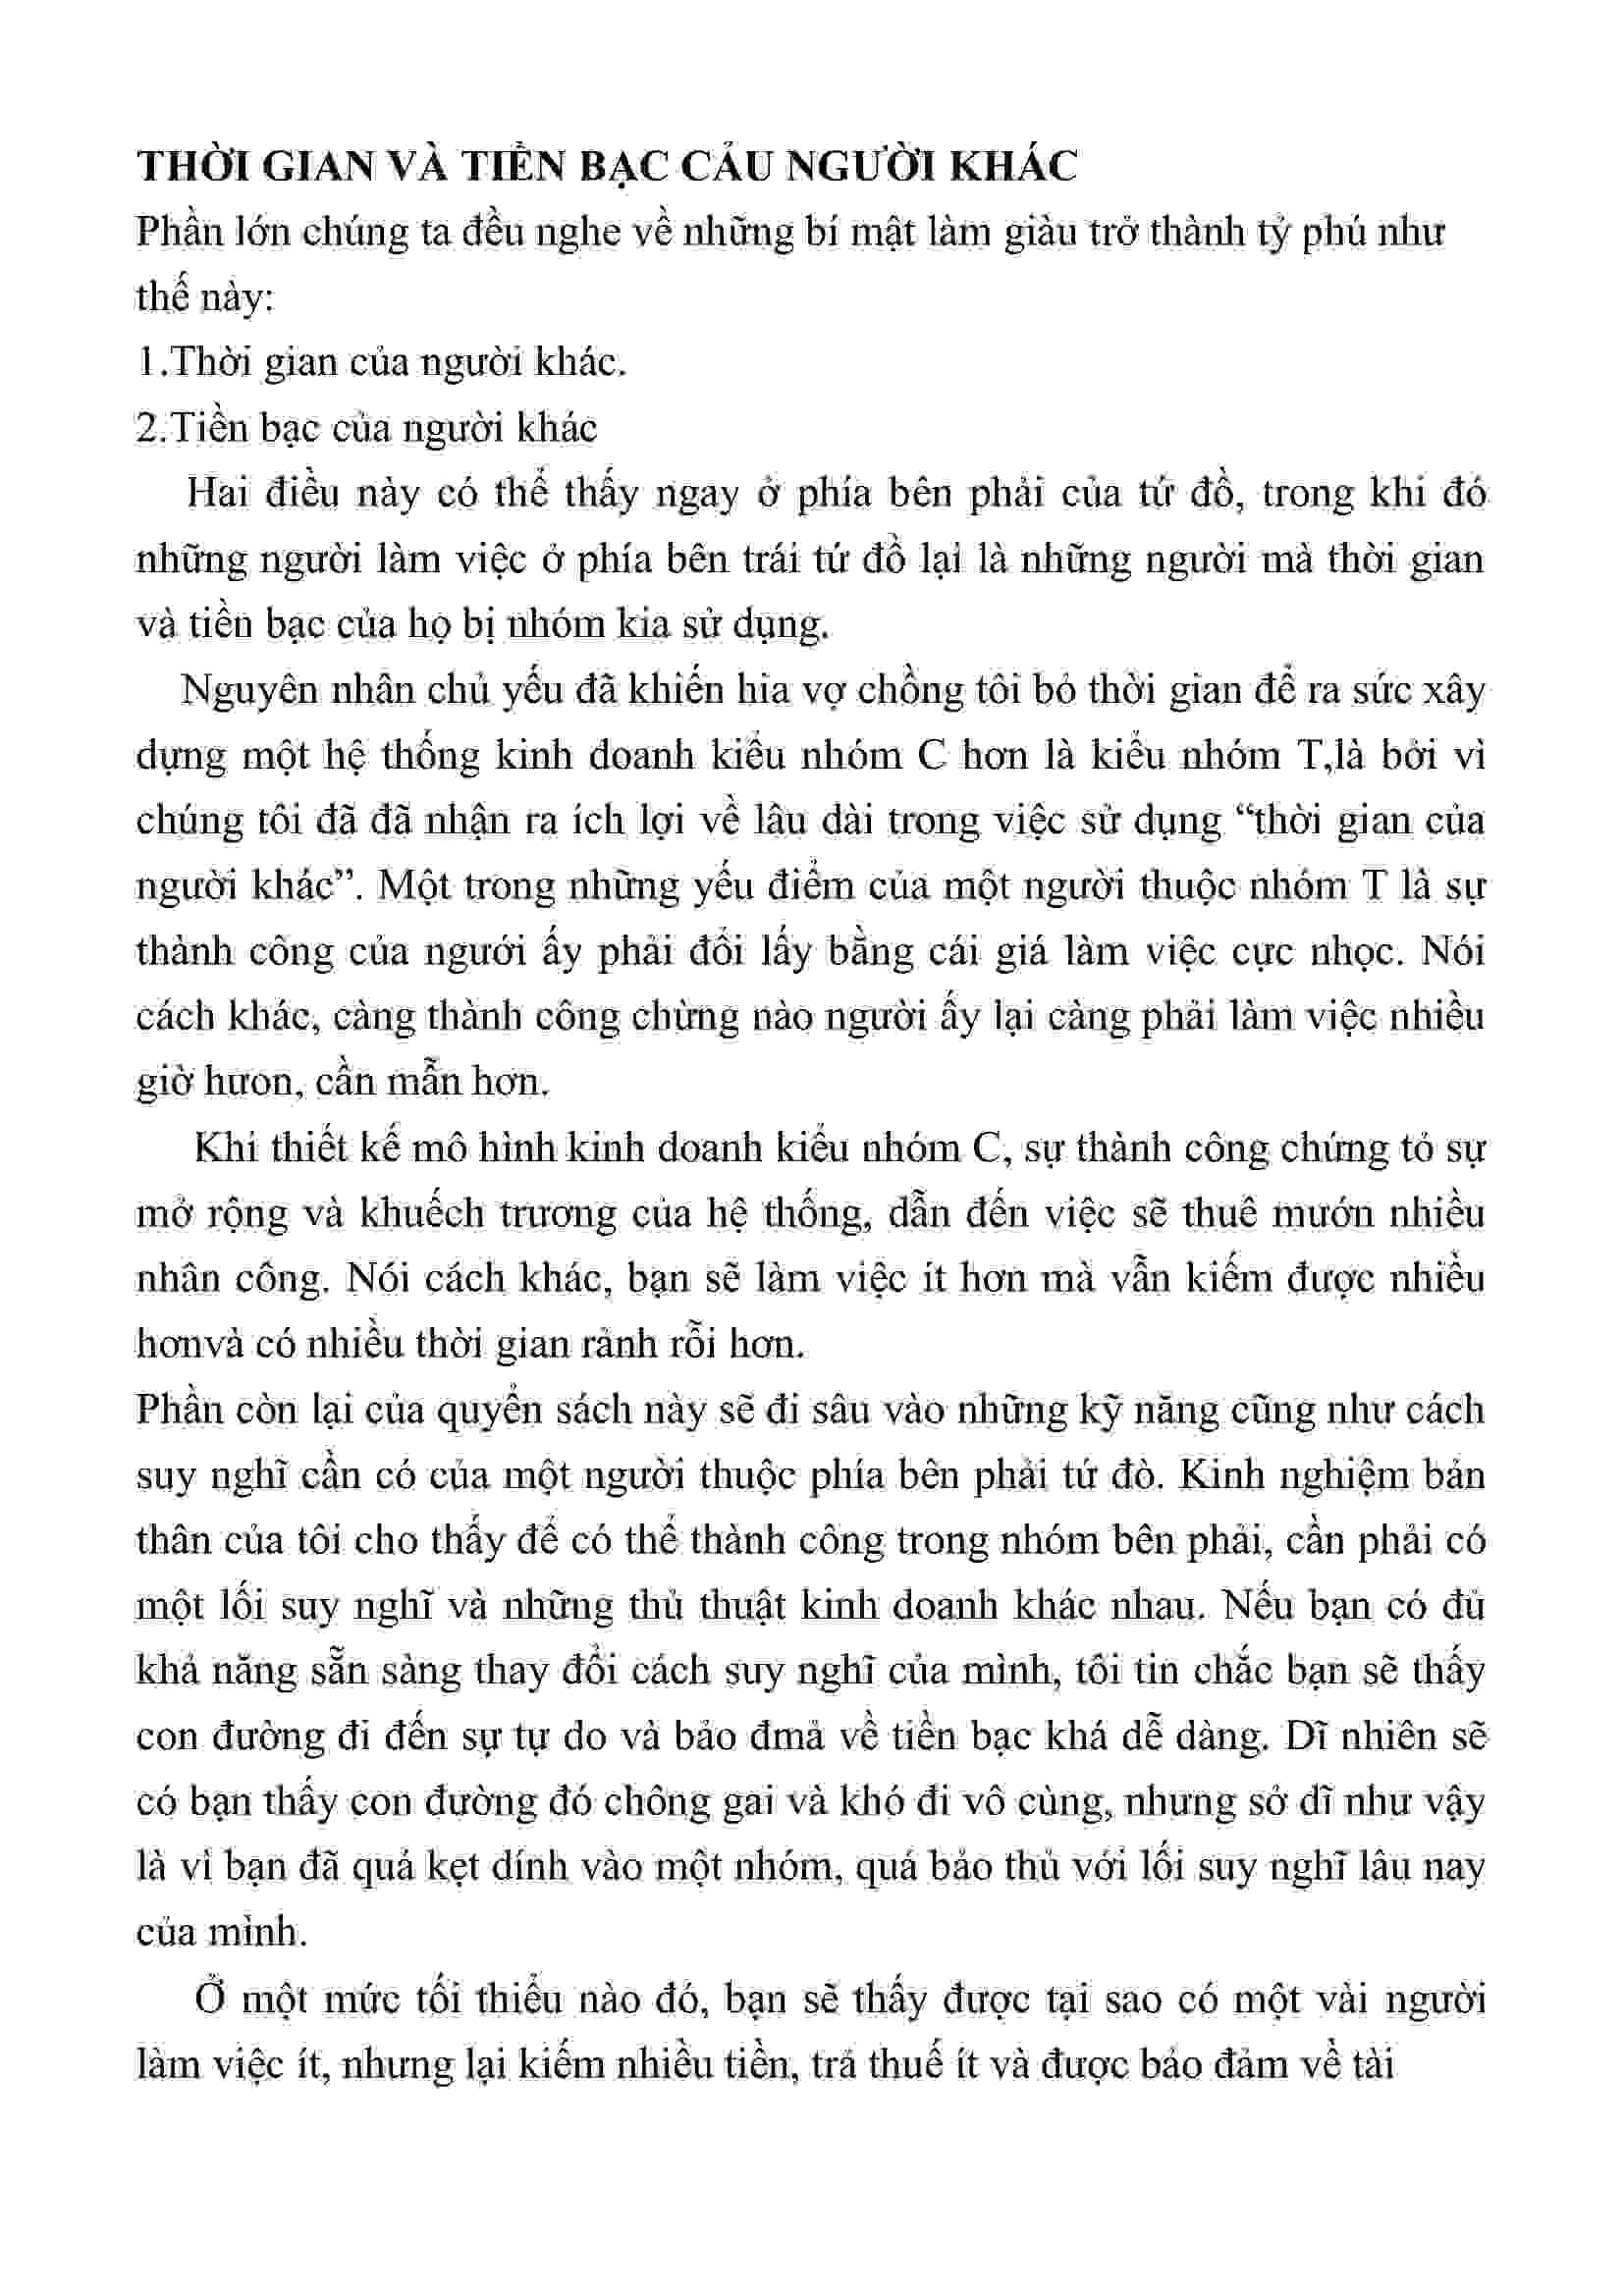 THỜI GIAN VÀ TIỀN BẠC CẢU NGƯỜI KHÁC
Phần lớn chúng ta đều nghe về những bí mật làm giàu trở thành tỷ phú như
thế này:
1.Thời gian của người khác.
2.Tiền bạc của người khác
Hai điều này có thể thấy ngay ở phía bên phải của tứ đồ, trong khi đó
những người làm việc ở phía bên trái tứ đồ lại là những người mà thời gian
và tiền bạc của họ bị nhóm kia sử dụng.
Nguyên nhân chủ yếu đã khiến hia vợ chồng tôi bỏ thời gian để ra sức xây
dựng một hệ thống kinh doanh kiểu nhóm C hơn là kiểu nhóm T,là bởi vì
chúng tôi đã đã nhận ra ích lợi về lâu dài trong việc sử dụng “thời gian của
người khác”. Một trong những yếu điểm của một người thuộc nhóm T là sự
thành công của ngưới ấy phải đổi lấy bằng cái giá làm việc cực nhọc. Nói
cách khác, càng thành công chừng nào người ấy lại càng phải làm việc nhiều
giờ hưon, cần mẫn hơn.
Khi thiết kế mô hình kinh doanh kiểu nhóm C, sự thành công chứng tỏ sự
mở rộng và khuếch trương của hệ thống, dẫn đến việc sẽ thuê mướn nhiều
nhân công. Nói cách khác, bạn sẽ làm việc ít hơn mà vẫn kiếm được nhiều
hơnvà có nhiều thời gian rảnh rỗi hơn.
Phần còn lại của quyển sách này sẽ đi sâu vào những kỹ năng cũng như cách
suy nghĩ cần có của một người thuộc phía bên phải tứ đò. Kinh nghiệm bản
thân của tôi cho thấy để có thể thành công trong nhóm bên phải, cần phải có
một lối suy nghĩ và những thủ thuật kinh doanh khác nhau. Nếu bạn có đủ
khả năng sẵn sàng thay đổi cách suy nghĩ của mình, tôi tin chắc bạn sẽ thấy
con đường đi đến sự tự do và bảo đmả về tiền bạc khá dễ dàng. Dĩ nhiên sẽ
có bạn thấy con đường đó chông gai và khó đi vô cùng, nhưng sở dĩ như vậy
là vì bạn đã quá kẹt dính vào một nhóm, quá bảo thủ với lối suy nghĩ lâu nay
của mình.
Ở một mức tối thiểu nào đó, bạn sẽ thấy được tại sao có một vài người
làm việc ít, nhưng lại kiếm nhiều tiền, trả thuế ít và được bảo đảm về tài